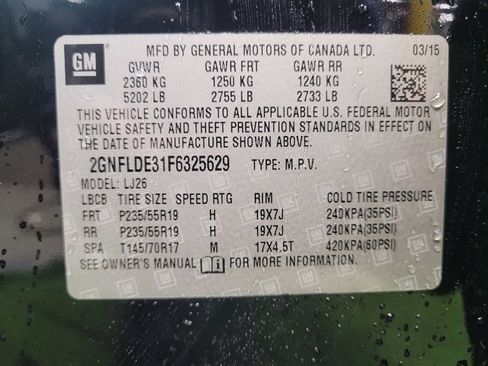 GM
MFD BY GENERAL MOTORS OF CANADA LTD. 03/15
GVWR GAWR FRT GAWR RR
2360 KG 1250 KG 1240 KG
5202 LB 2755 LB 2733 LB
THIS VEHICLE CONFORMS TO ALL APPLICABLE U.S. FEDERAL MOTOR
VEHICLE SAFETY AND THEFT PREVENTION STANDARDS IN EFFECT ON
THE DATE OF MANUFACTURE SHOWN ABOVE.
2GNFLDE31F6325629 TYPE: M.P.V.
MODEL: LJ26
LBCB TIRE SIZE SPEED RTG RIM COLD TIRE PRESSURE
FRT P235/55R19 H 19X7J 240KPA(35PSI)
RR P235/55R19 H 19X7J 240KPA(35PSI)
SPA T145/70R17 M 17X4.5T 420KPA(60PSI)
SEE OWNER'S MANUAL FOR MORE INFORMATION.